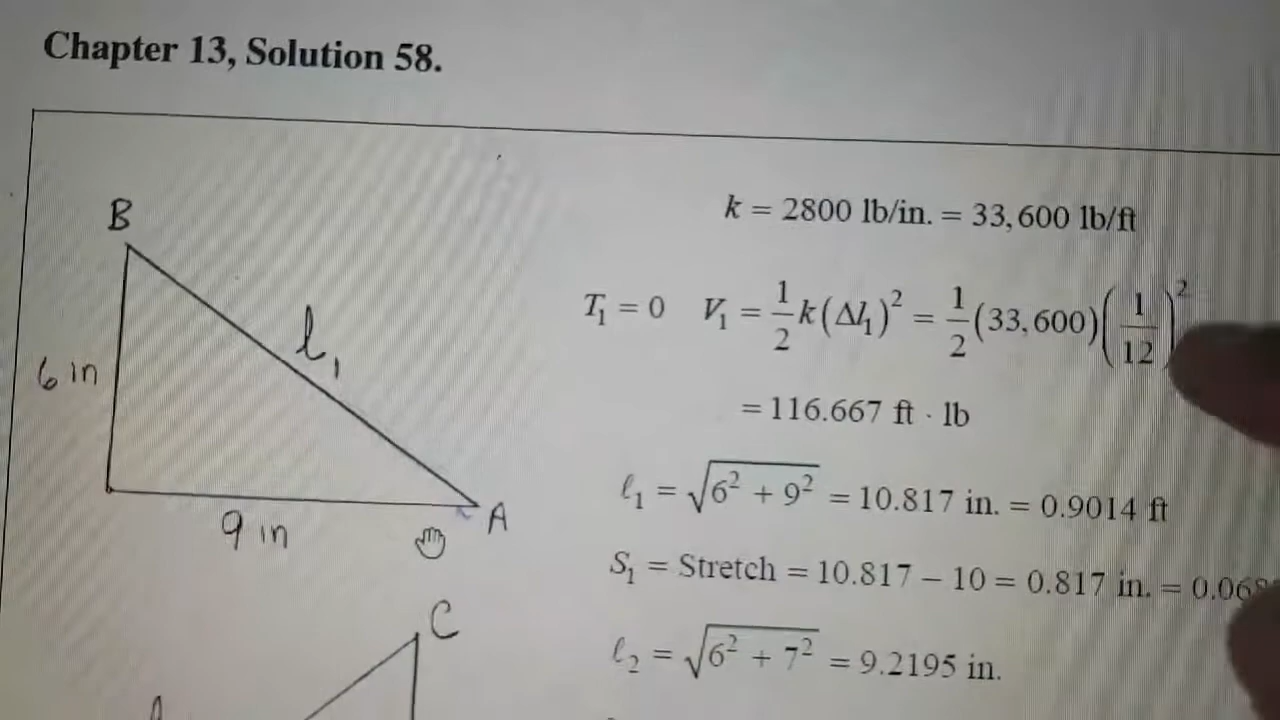 Chapter 13, Solution 58.
k = 2800 lb/in. = 33,600 lb/ft
T₁ = 0 V₁ = 1/2 k(Δl₁)² = 1/2 (33,600)(1/12)²
= 116.667 ft · lb
ℓ₁ = √(6² + 9²) = 10.817 in. = 0.9014 ft
S₁ = Stretch = 10.817 – 10 = 0.817 in. =
ℓ₂ = √(6² + 7²) = 9.2195 in.
B
l₁
6 in
9 in
A
C